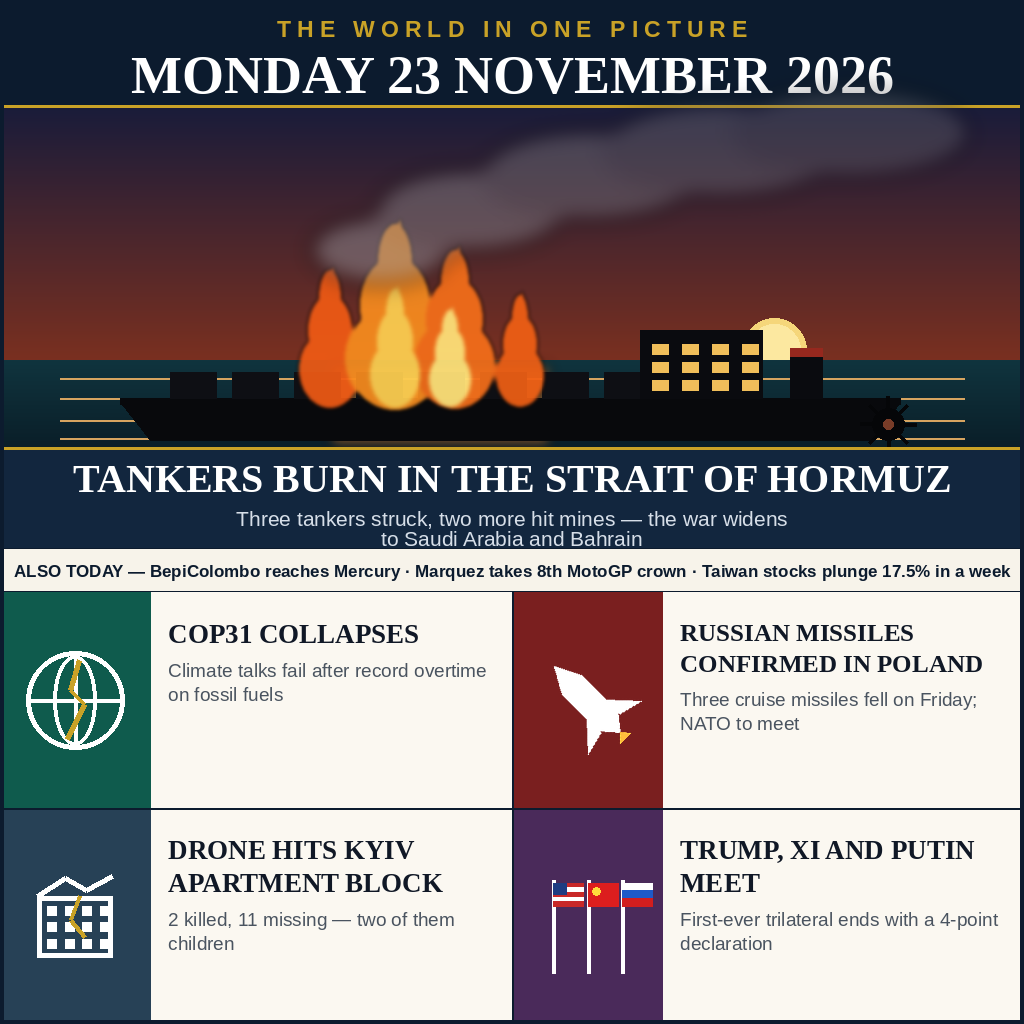 THE WORLD IN ONE PICTURE
MONDAY 23 NOVEMBER 2026
TANKERS BURN IN THE STRAIT OF HORMUZ
Three tankers struck, two more hit mines — the war widens
to Saudi Arabia and Bahrain
ALSO TODAY — BepiColombo reaches Mercury · Marquez takes 8th MotoGP crown · Taiwan stocks plunge 17.5% in a week
COP31 COLLAPSES
Climate talks fail after record overtime
on fossil fuels
RUSSIAN MISSILES
CONFIRMED IN POLAND
Three cruise missiles fell on Friday;
NATO to meet
DRONE HITS KYIV
APARTMENT BLOCK
2 killed, 11 missing — two of them
children
TRUMP, XI AND PUTIN
MEET
First-ever trilateral ends with a 4-point
declaration